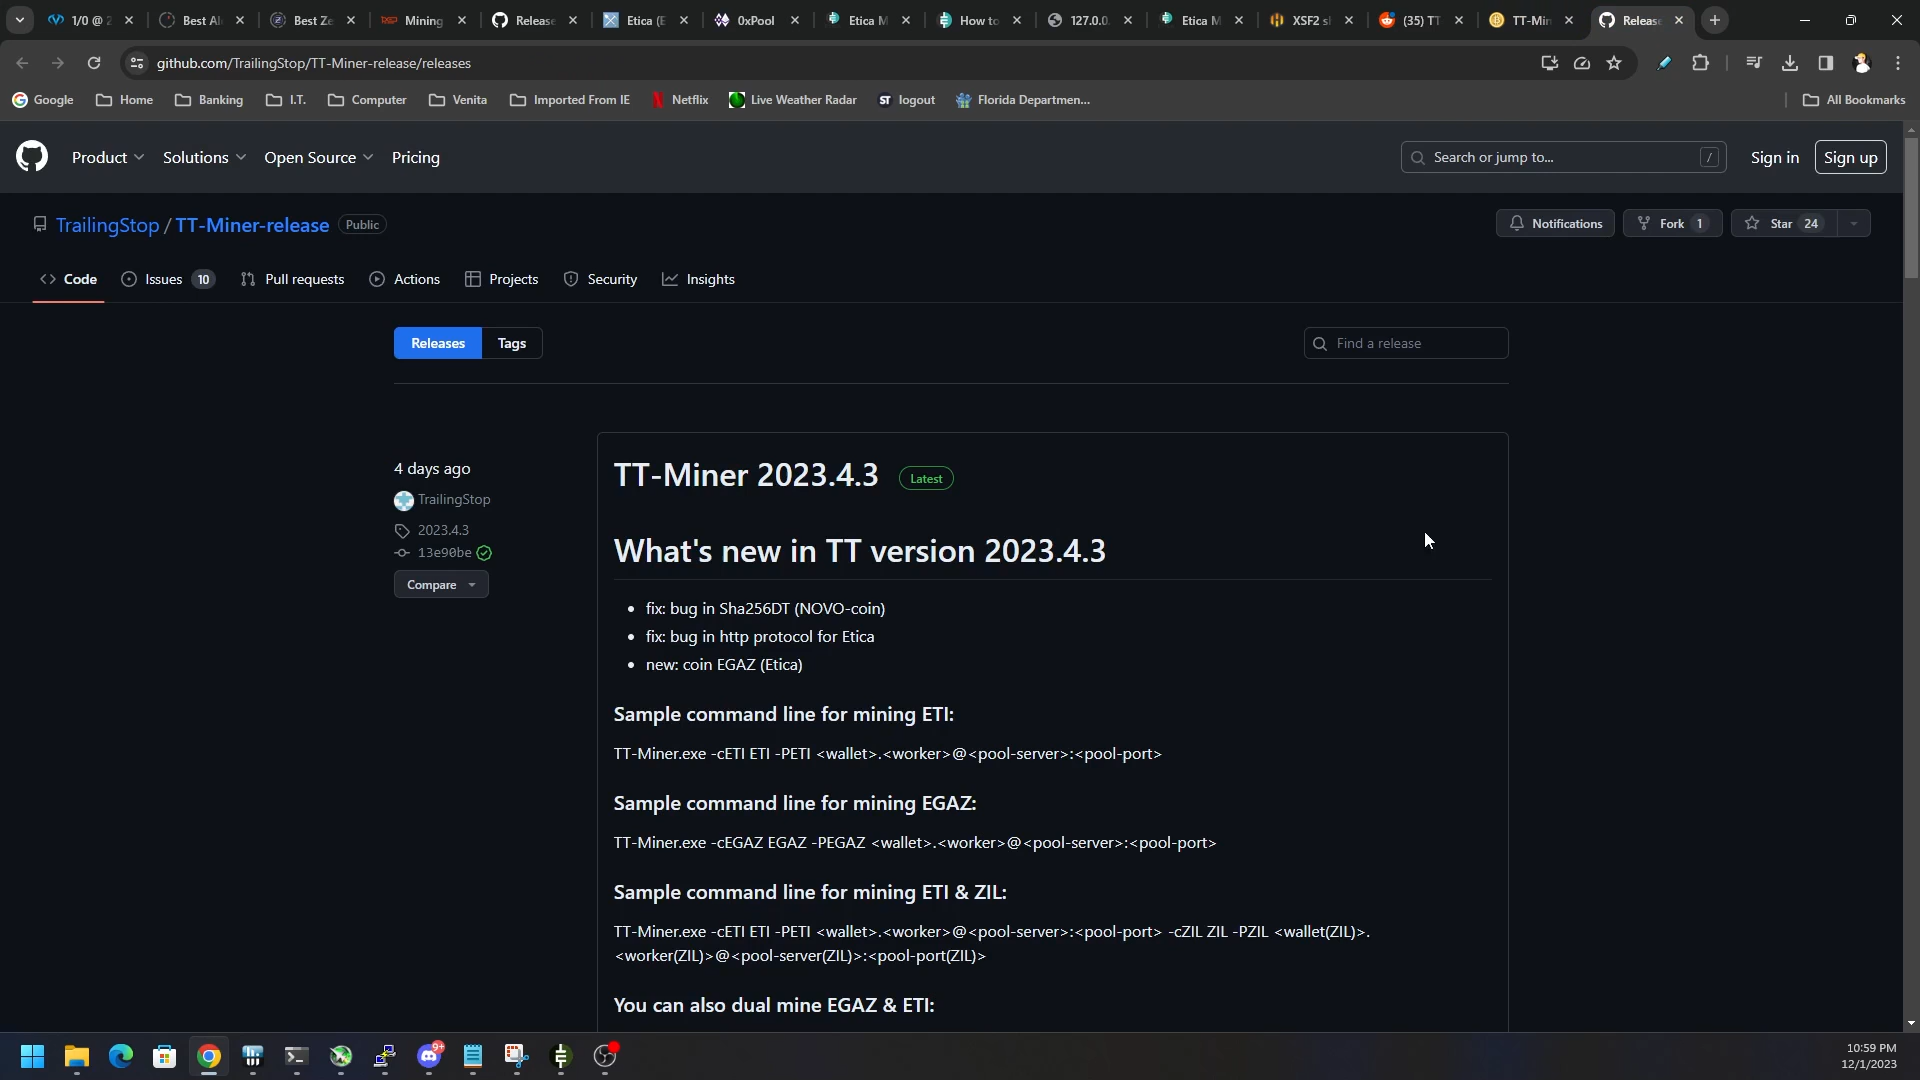 1/0 @ 2
Best Al
Best Ze
Mining
Release
Etica (E
0xPool
Etica M
How to
127.0.0.
Etica M
XSF2 sl
(35) TT
TT-Min
Release
github.com/TrailingStop/TT-Miner-release/releases
Google
Home
Banking
I.T.
Computer
Venita
Imported From IE
Netflix
Live Weather Radar
ST logout
Florida Departmen...
All Bookmarks
Product
Solutions
Open Source
Pricing
Search or jump to...
/
Sign in
Sign up
TrailingStop / TT-Miner-release
Public
Notifications
Fork 1
Star 24
Code
Issues 10
Pull requests
Actions
Projects
Security
Insights
Releases
Tags
Find a release
4 days ago
TrailingStop
2023.4.3
13e90be
Compare
TT-Miner 2023.4.3 Latest
What's new in TT version 2023.4.3
fix: bug in Sha256DT (NOVO-coin)
fix: bug in http protocol for Etica
new: coin EGAZ (Etica)
Sample command line for mining ETI:
TT-Miner.exe -cETI ETI -PETI <wallet>.<worker>@<pool-server>:<pool-port>
Sample command line for mining EGAZ:
TT-Miner.exe -cEGAZ EGAZ -PEGAZ <wallet>.<worker>@<pool-server>:<pool-port>
Sample command line for mining ETI & ZIL:
TT-Miner.exe -cETI ETI -PETI <wallet>.<worker>@<pool-server>:<pool-port> -cZIL ZIL -PZIL <wallet(ZIL)>.
<worker(ZIL)>@<pool-server(ZIL)>:<pool-port(ZIL)>
You can also dual mine EGAZ & ETI:
9+
10:59 PM
12/1/2023